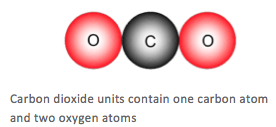 O C O
Carbon dioxide units contain one carbon atom
and two oxygen atoms